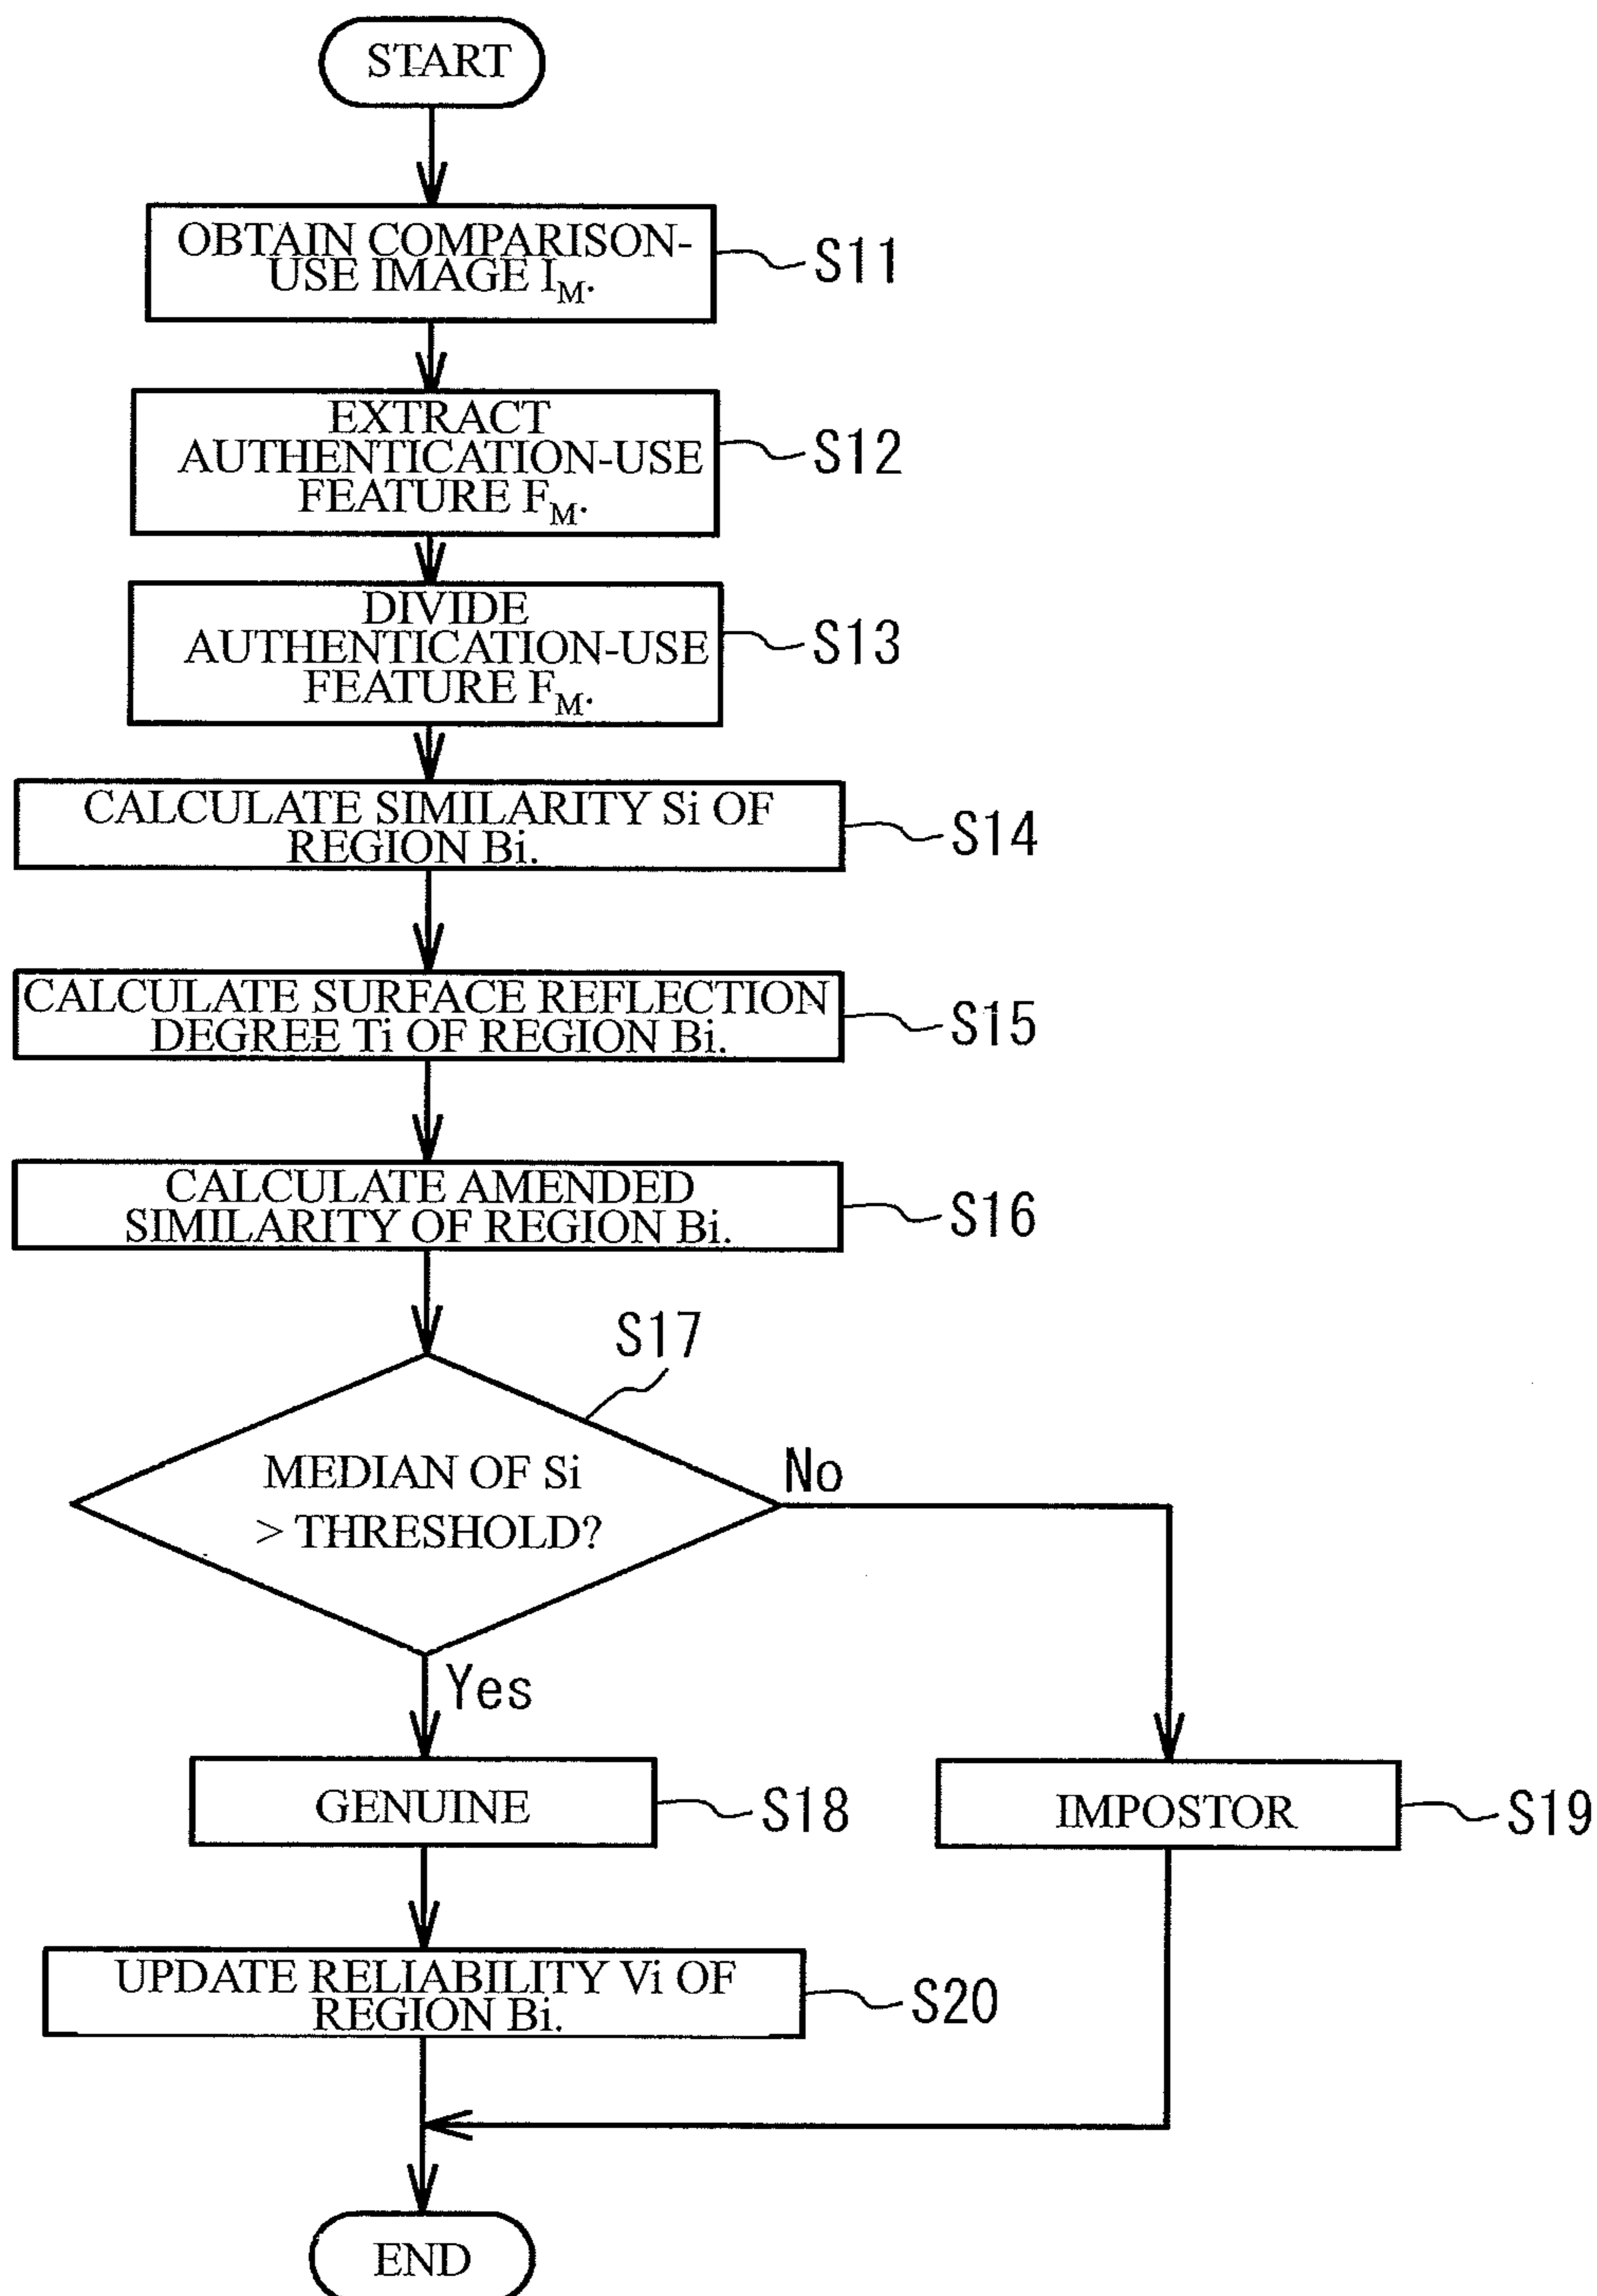 START
OBTAIN COMPARISON-
USE IMAGE IM.
S11
EXTRACT
AUTHENTICATION-USE
FEATURE FM.
S12
DIVIDE
AUTHENTICATION-USE
FEATURE FM.
S13
CALCULATE SIMILARITY Si OF
REGION Bi.
S14
CALCULATE SURFACE REFLECTION
DEGREE Ti OF REGION Bi.
S15
CALCULATE AMENDED
SIMILARITY OF REGION Bi.
S16
S17
MEDIAN OF Si
> THRESHOLD?
No
Yes
GENUINE
S18
IMPOSTOR
S19
UPDATE RELIABILITY Vi OF
REGION Bi.
S20
END